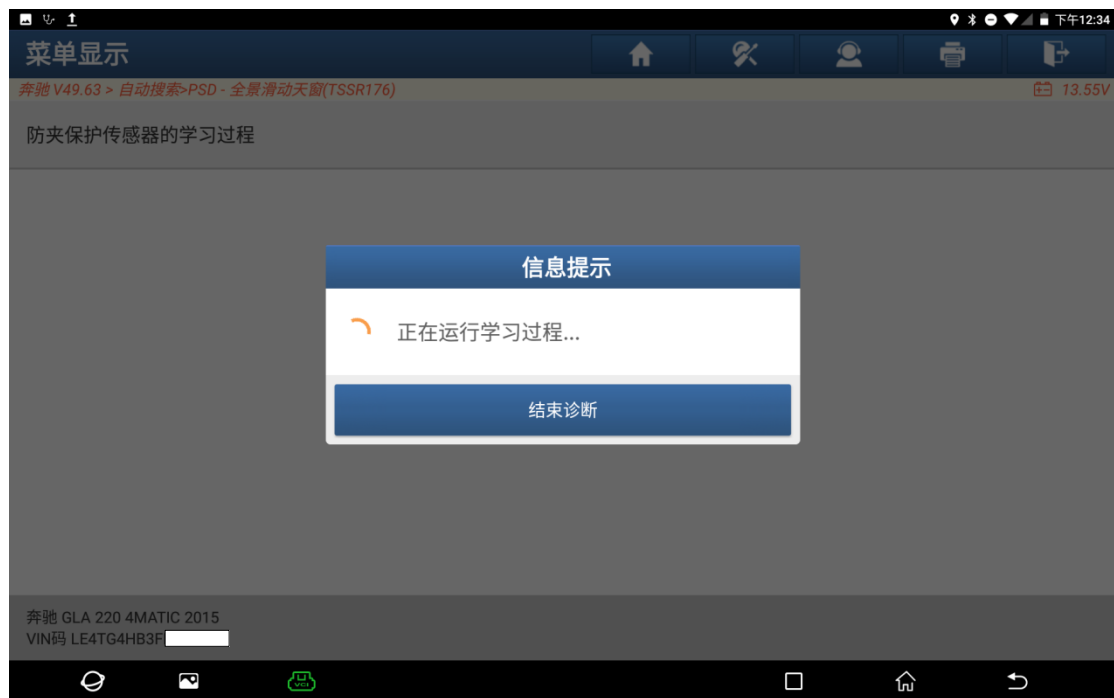 下午12:34
菜单显示
奔驰 V49.63 > 自动搜索>PSD - 全景滑动天窗(TSSR176)
13.55V
防夹保护传感器的学习过程
信息提示
正在运行学习过程...
结束诊断
奔驰 GLA 220 4MATIC 2015
VIN码 LE4TG4HB3F
VCI